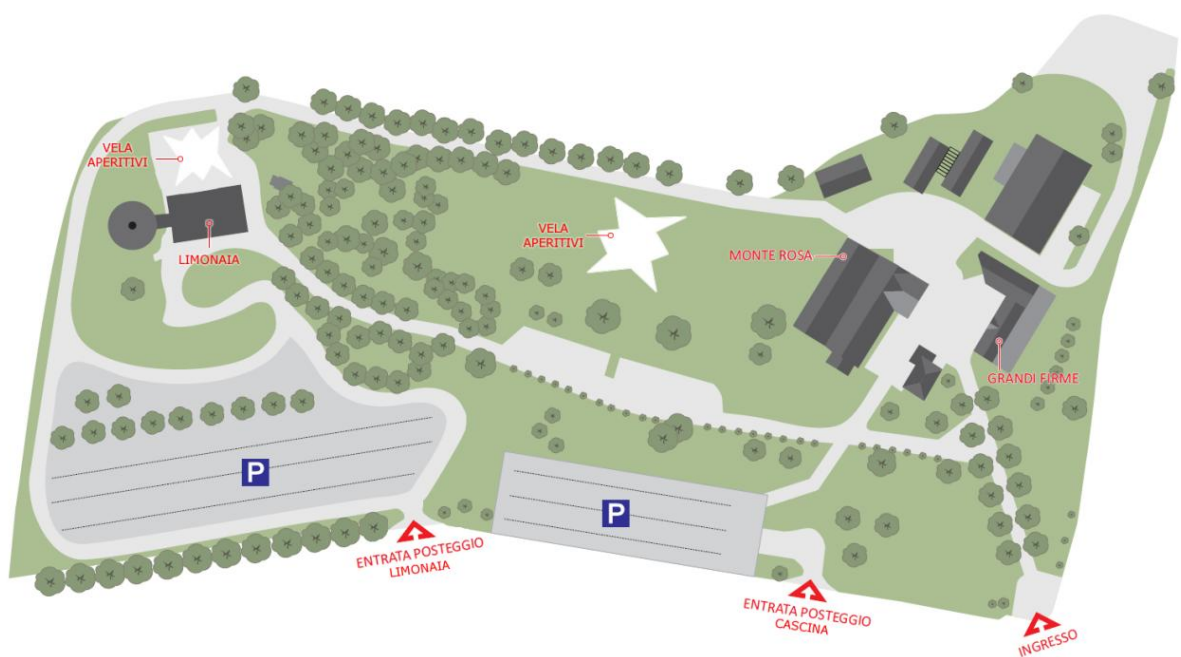 VELA
APERITIVI
LIMONAIA
VELA
APERITIVI
MONTE ROSA
GRANDI FIRME
P
P
ENTRATA POSTEGGIO
LIMONAIA
ENTRATA POSTEGGIO
CASCINA
INGRESSO